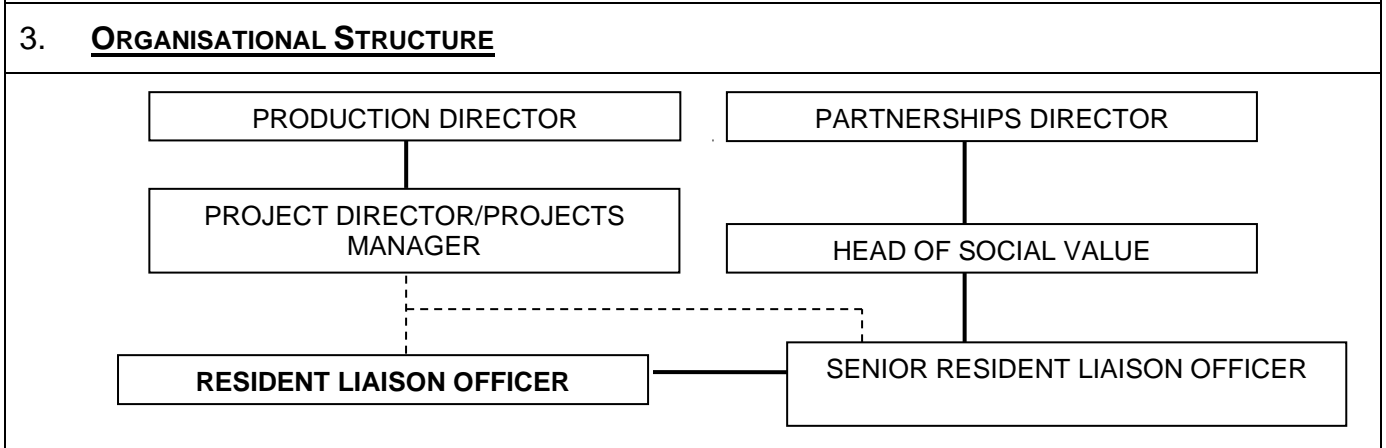 3. ORGANISATIONAL STRUCTURE
PRODUCTION DIRECTOR
PARTNERSHIPS DIRECTOR
PROJECT DIRECTOR/PROJECTS
MANAGER
HEAD OF SOCIAL VALUE
RESIDENT LIAISON OFFICER
SENIOR RESIDENT LIAISON OFFICER